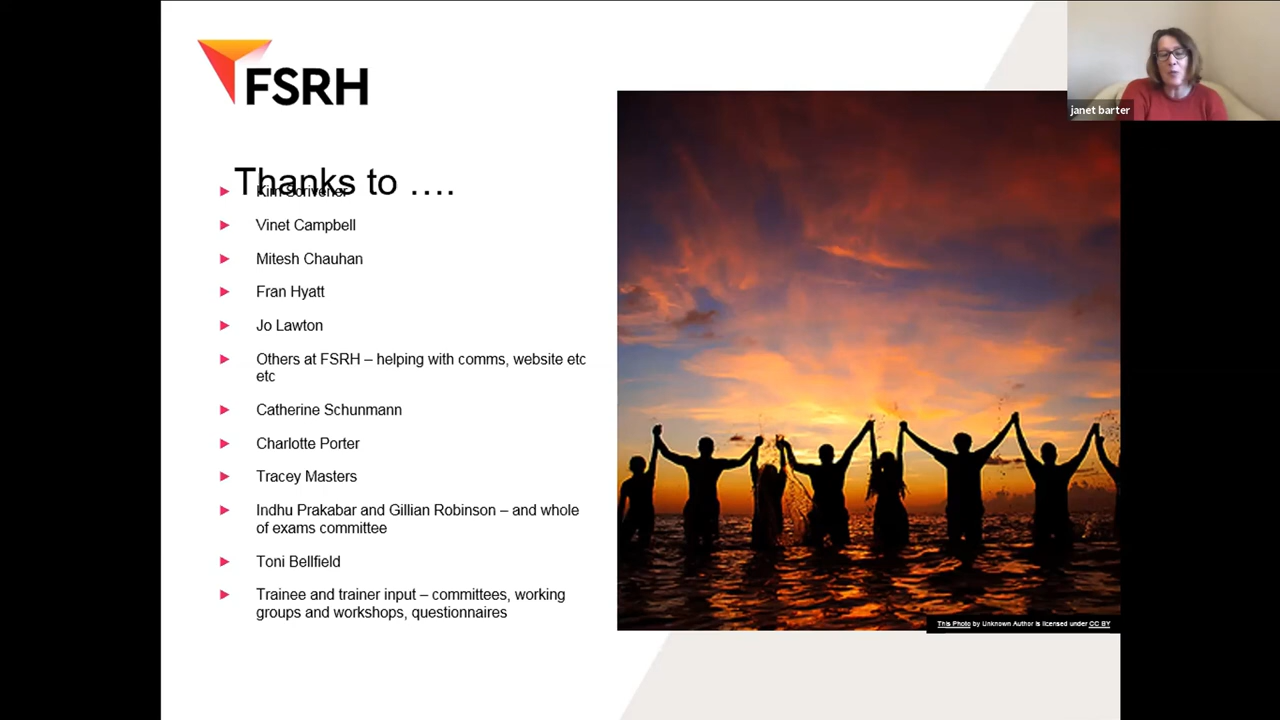 FSRH
janet barter
Thanks to ….
Kim Scrivener
Vinet Campbell
Mitesh Chauhan
Fran Hyatt
Jo Lawton
Others at FSRH – helping with comms, website etc
etc
Catherine Schunmann
Charlotte Porter
Tracey Masters
Indhu Prakabar and Gillian Robinson – and whole
of exams committee
Toni Bellfield
Trainee and trainer input – committees, working
groups and workshops, questionnaires
This Photo by Unknown Author is licensed under CC BY